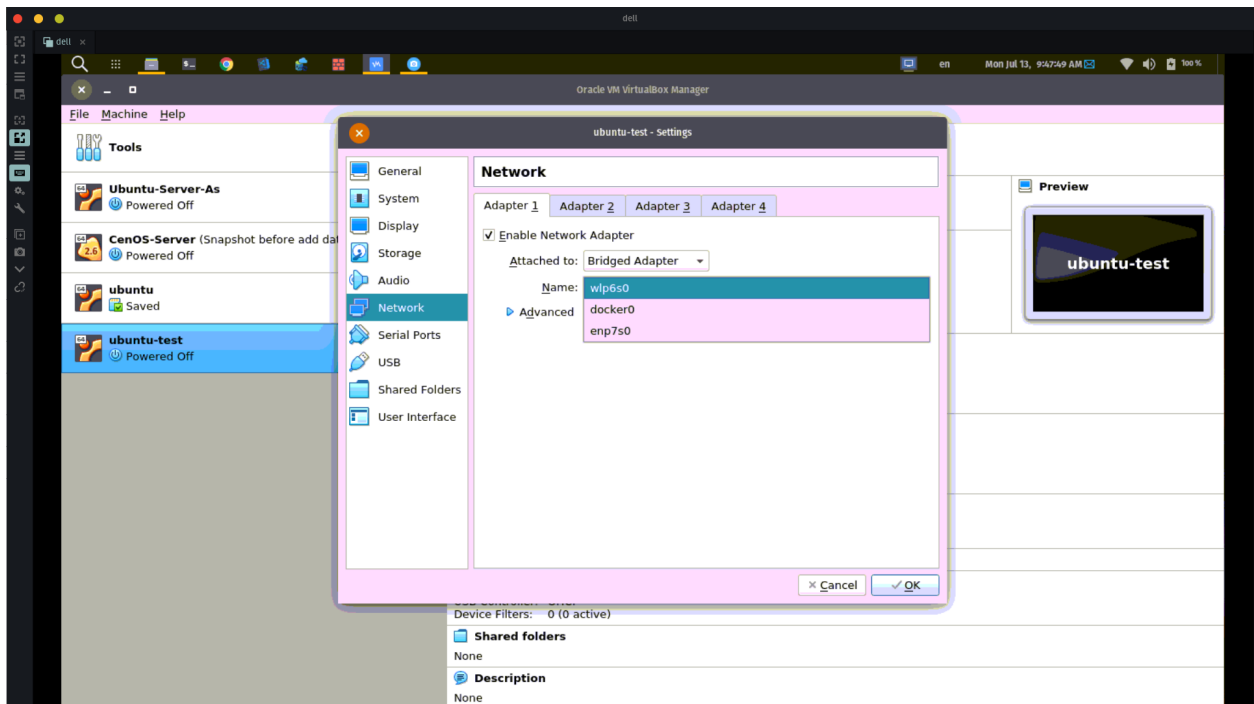 dell
dell ×
en
Mon Jul 13, 9:47:49 AM
100 %
Oracle VM VirtualBox Manager
File Machine Help
Tools
Ubuntu-Server-As
Powered Off
CenOS-Server (Snapshot before add dat
Powered Off
ubuntu
Saved
ubuntu-test
Powered Off
ubuntu-test - Settings
General
System
Display
Storage
Audio
Network
Serial Ports
USB
Shared Folders
User Interface
Network
Adapter 1 Adapter 2 Adapter 3 Adapter 4
Enable Network Adapter
Attached to: Bridged Adapter
Name: wlp6s0
Advanced docker0
enp7s0
Cancel OK
Preview
ubuntu-test
Device Filters: 0 (0 active)
Shared folders
None
Description
None